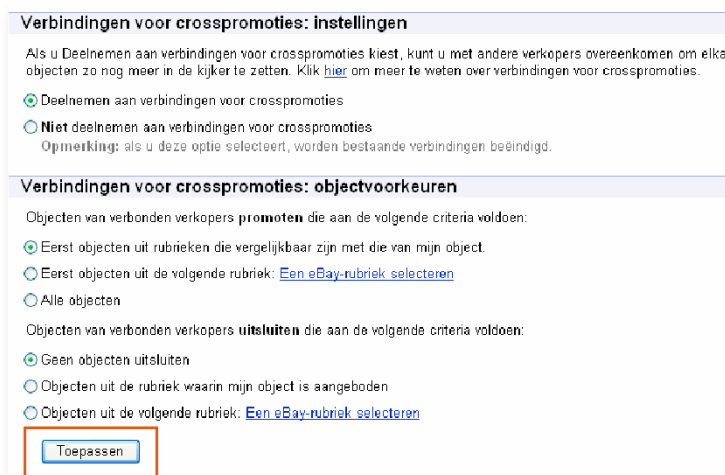 Verbindingen voor crosspromoties: instellingen
Als u Deelnemen aan verbindingen voor crosspromoties kiest, kunt u met andere verkopers overeenkomen om elka
objecten zo nog meer in de kijker te zetten. Klik hier om meer te weten over verbindingen voor crosspromoties.
Deelnemen aan verbindingen voor crosspromoties
Niet deelnemen aan verbindingen voor crosspromoties
Opmerking: als u deze optie selecteert, worden bestaande verbindingen beëindigd.
Verbindingen voor crosspromoties: objectvoorkeuren
Objecten van verbonden verkopers promoten die aan de volgende criteria voldoen:
Eerst objecten uit rubrieken die vergelijkbaar zijn met die van mijn object.
Eerst objecten uit de volgende rubriek: Een eBay-rubriek selecteren
Alle objecten
Objecten van verbonden verkopers uitsluiten die aan de volgende criteria voldoen:
Geen objecten uitsluiten
Objecten uit de rubriek waarin mijn object is aangeboden
Objecten uit de volgende rubriek: Een eBay-rubriek selecteren
Toepassen